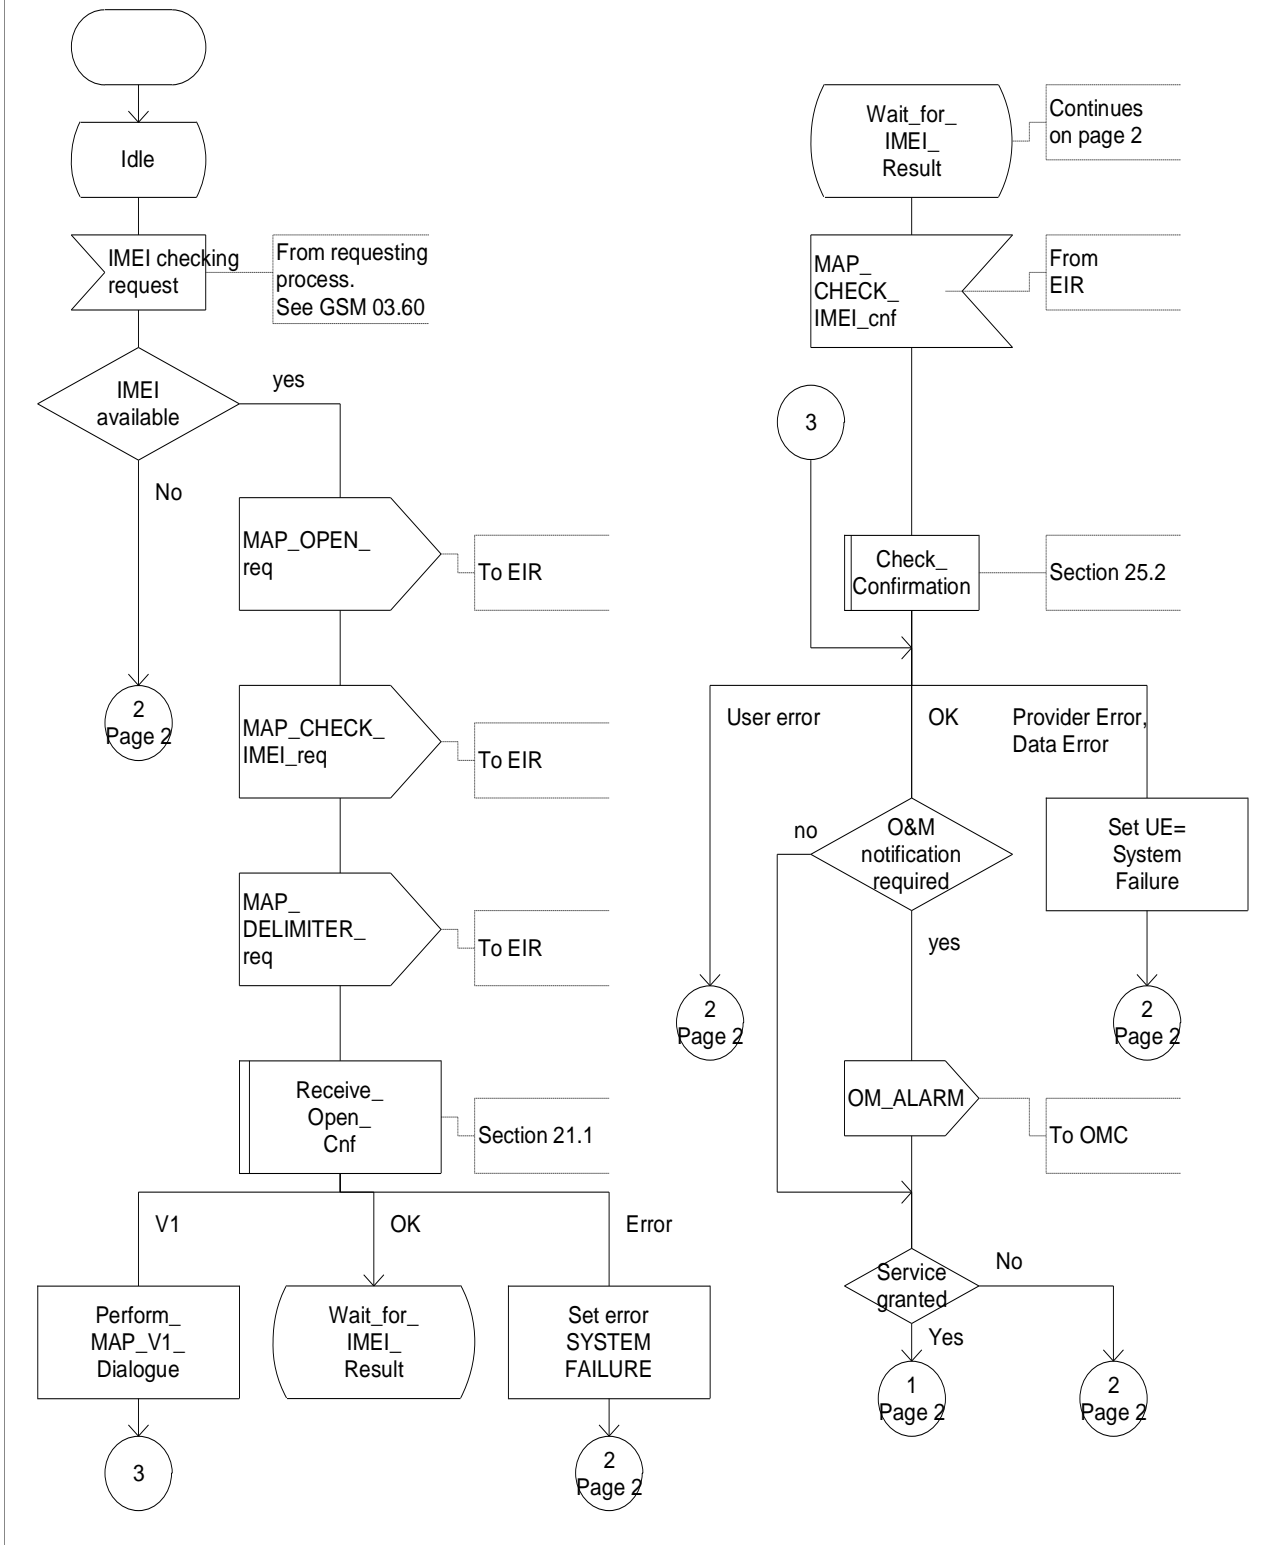 Idle
IMEI checking
request
From requesting
process.
See GSM 03.60
IMEI
available
yes
No
2
Page 2
MAP_OPEN_
req
To EIR
MAP_CHECK_
IMEI_req
To EIR
MAP_
DELIMITER_
req
To EIR
Receive_
Open_
Cnf
Section 21.1
V1
OK
Error
Perform_
MAP_V1_
Dialogue
Wait_for_
IMEI_
Result
Set error
SYSTEM
FAILURE
3
2
Page 2
Wait_for_
IMEI_
Result
Continues
on page 2
MAP_
CHECK_
IMEI_cnf
From
EIR
3
Check_
Confirmation
Section 25.2
User error
OK
Provider Error,
Data Error
no
O&M
notification
required
Set UE=
System
Failure
yes
2
Page 2
2
Page 2
OM_ALARM
To OMC
Service
granted
No
Yes
1
Page 2
2
Page 2